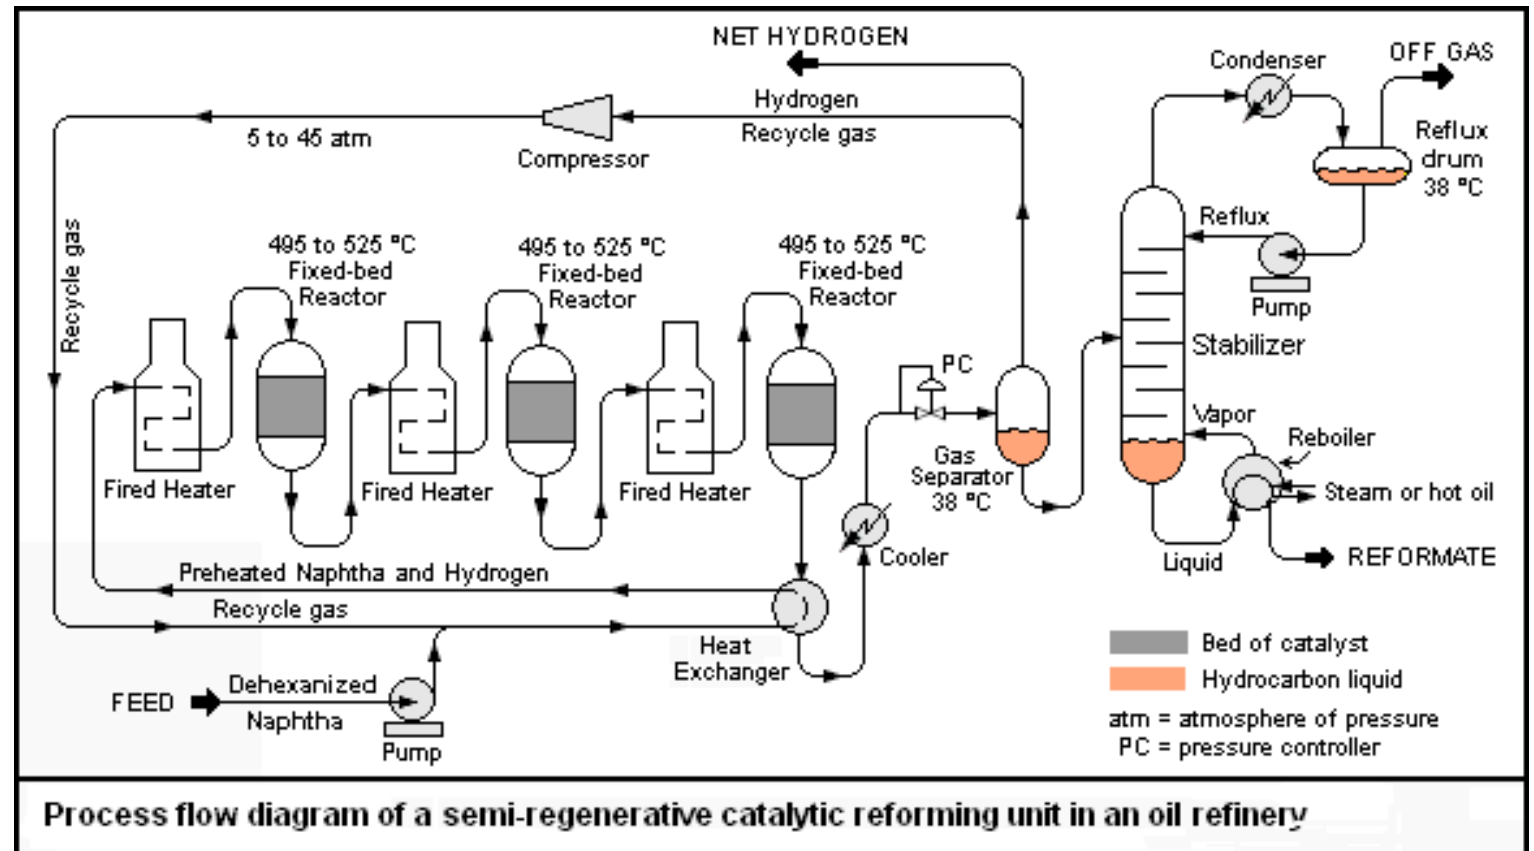 NET HYDROGEN
OFF GAS
Condenser
Hydrogen
Recycle gas
5 to 45 atm
Compressor
Reflux
drum
38 °C
Recycle gas
495 to 525 °C
Fixed-bed
Reactor
495 to 525 °C
Fixed-bed
Reactor
495 to 525 °C
Fixed-bed
Reactor
Reflux
Pump
Stabilizer
PC
Vapor
Reboiler
Steam or hot oil
Gas
Separator
38 °C
Fired Heater
Fired Heater
Fired Heater
Cooler
Liquid
REFORMATE
Preheated Naphtha and Hydrogen
Recycle gas
Heat
Exchanger
FEED
Dehexanized
Naphtha
Pump
Bed of catalyst
Hydrocarbon liquid
atm = atmosphere of pressure
PC = pressure controller
Process flow diagram of a semi-regenerative catalytic reforming unit in an oil refinery